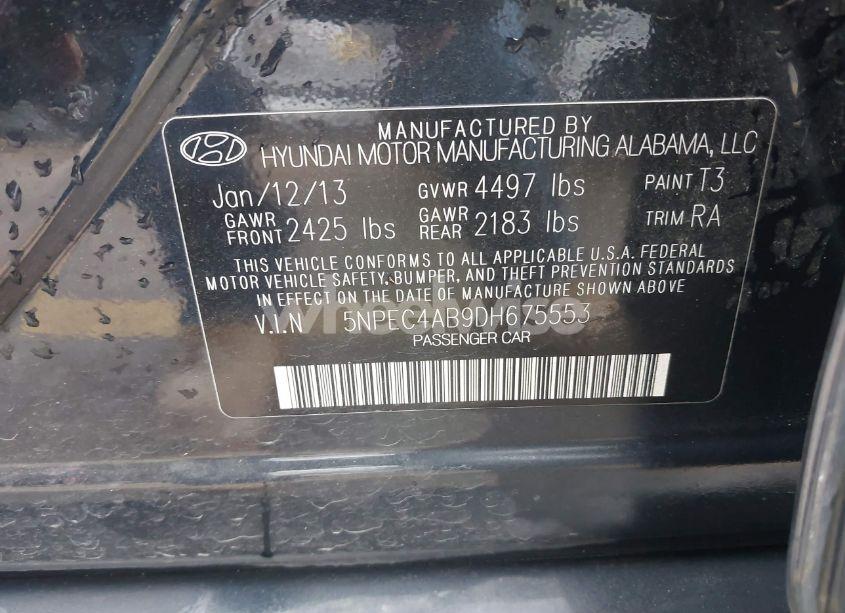 MANUFACTURED BY
HYUNDAI MOTOR MANUFACTURING ALABAMA, LLC
Jan/12/13 GVWR 4497 lbs PAINT T3
GAWR FRONT 2425 lbs GAWR REAR 2183 lbs TRIM RA
THIS VEHICLE CONFORMS TO ALL APPLICABLE U.S.A. FEDERAL
MOTOR VEHICLE SAFETY, BUMPER, AND THEFT PREVENTION STANDARDS
IN EFFECT ON THE DATE OF MANUFACTURE SHOWN ABOVE
V.I.N 5NPEC4AB9DH675553
PASSENGER CAR